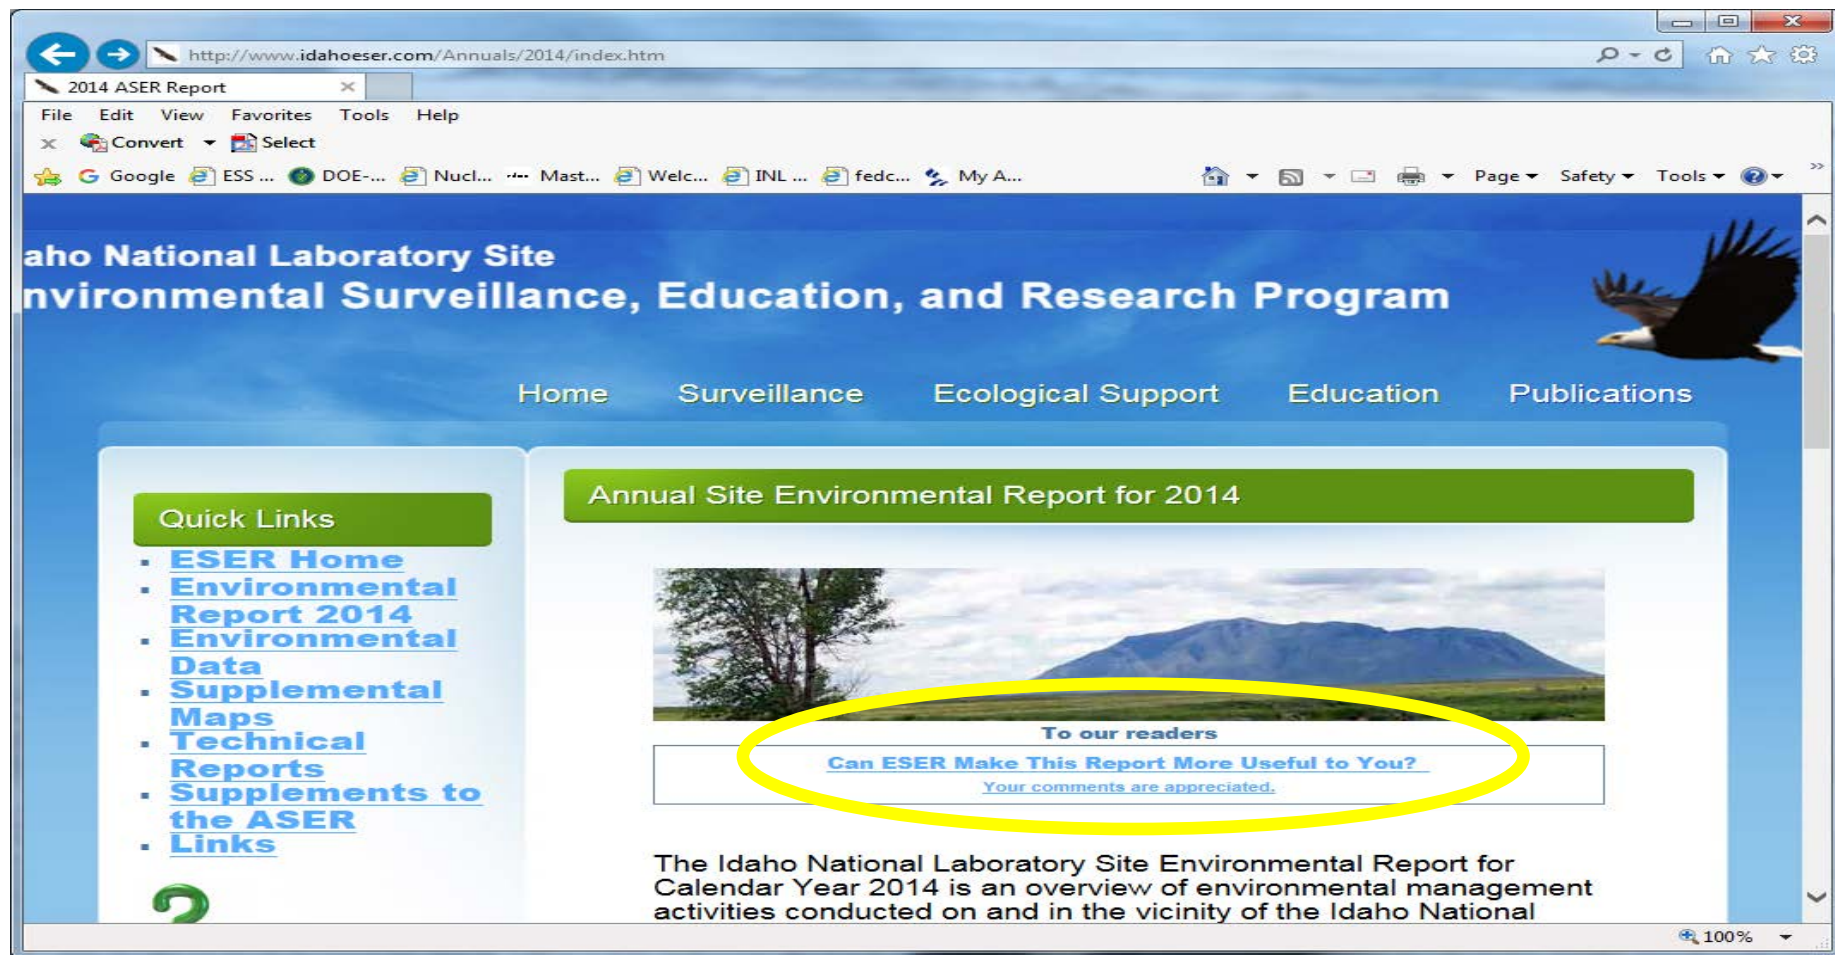 http://www.idahoeser.com/Annuals/2014/index.htm
2014 ASER Report
File Edit View Favorites Tools Help
Convert Select
Google ESS ... DOE-... Nucl... Mast... Welc... INL ... fedc... My A... Page Safety Tools
aho National Laboratory Site
nvironmental Surveillance, Education, and Research Program
Home Surveillance Ecological Support Education Publications
Annual Site Environmental Report for 2014
Quick Links
ESER Home
Environmental
Report 2014
Environmental
Data
Supplemental
Maps
Technical
Reports
Supplements to
the ASER
Links
To our readers
Can ESER Make This Report More Useful to You?
Your comments are appreciated.
The Idaho National Laboratory Site Environmental Report for
Calendar Year 2014 is an overview of environmental management
activities conducted on and in the vicinity of the Idaho National
100%